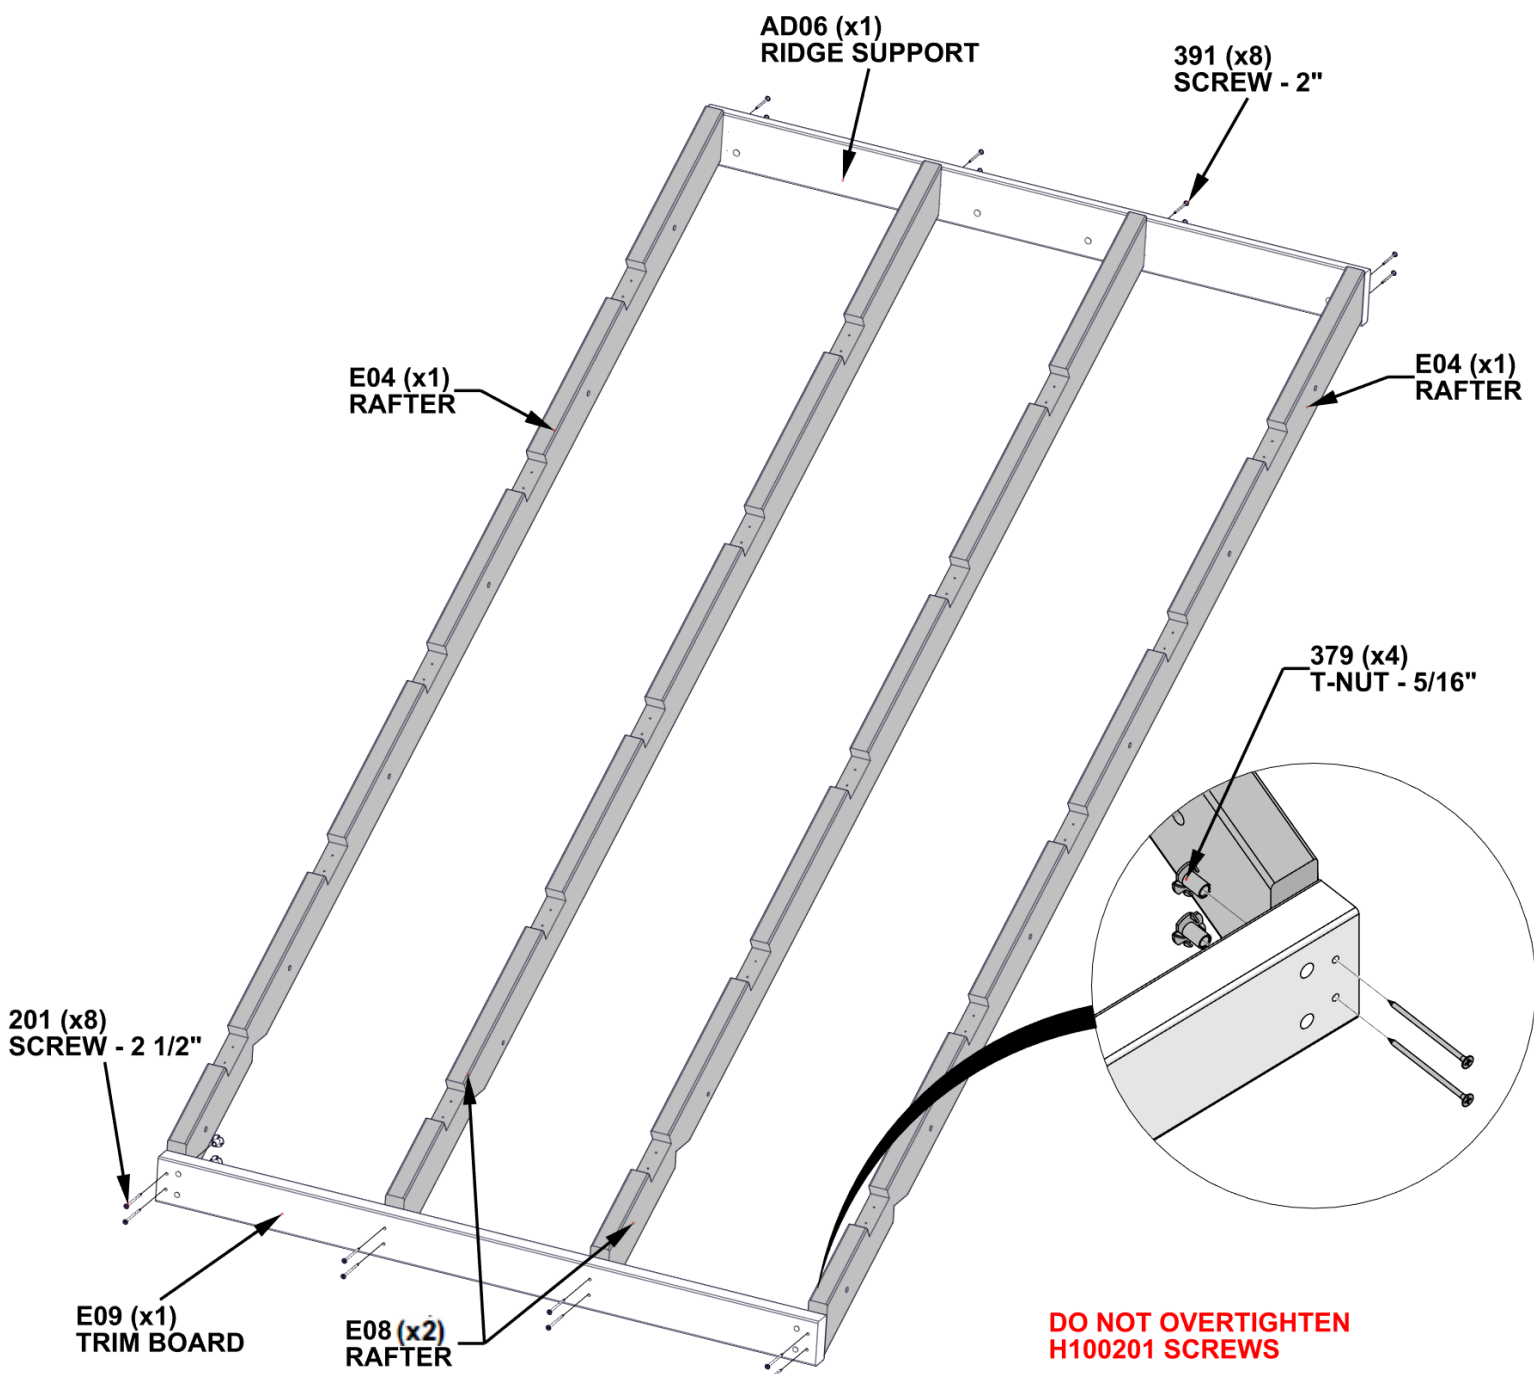 AD06 (x1)
RIDGE SUPPORT
391 (x8)
SCREW - 2"
E04 (x1)
RAFTER
E04 (x1)
RAFTER
379 (x4)
T-NUT - 5/16"
201 (x8)
SCREW - 2 1/2"
E09 (x1)
TRIM BOARD
E08 (x2)
RAFTER
DO NOT OVERTIGHTEN
H100201 SCREWS